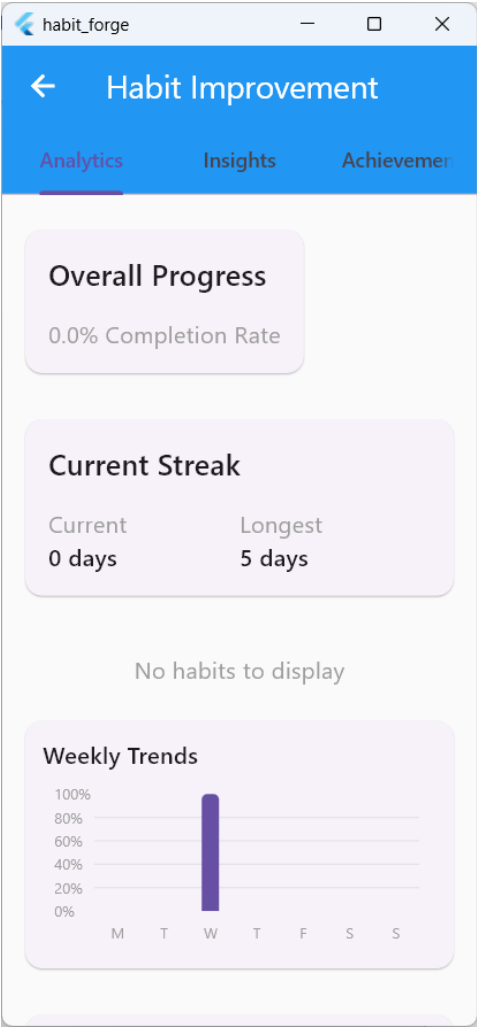 habit_forge
Habit Improvement
Analytics Insights Achievemen
Overall Progress
0.0% Completion Rate
Current Streak
Current Longest
0 days 5 days
No habits to display
Weekly Trends
100%
80%
60%
40%
20%
0%
M T W T F S S